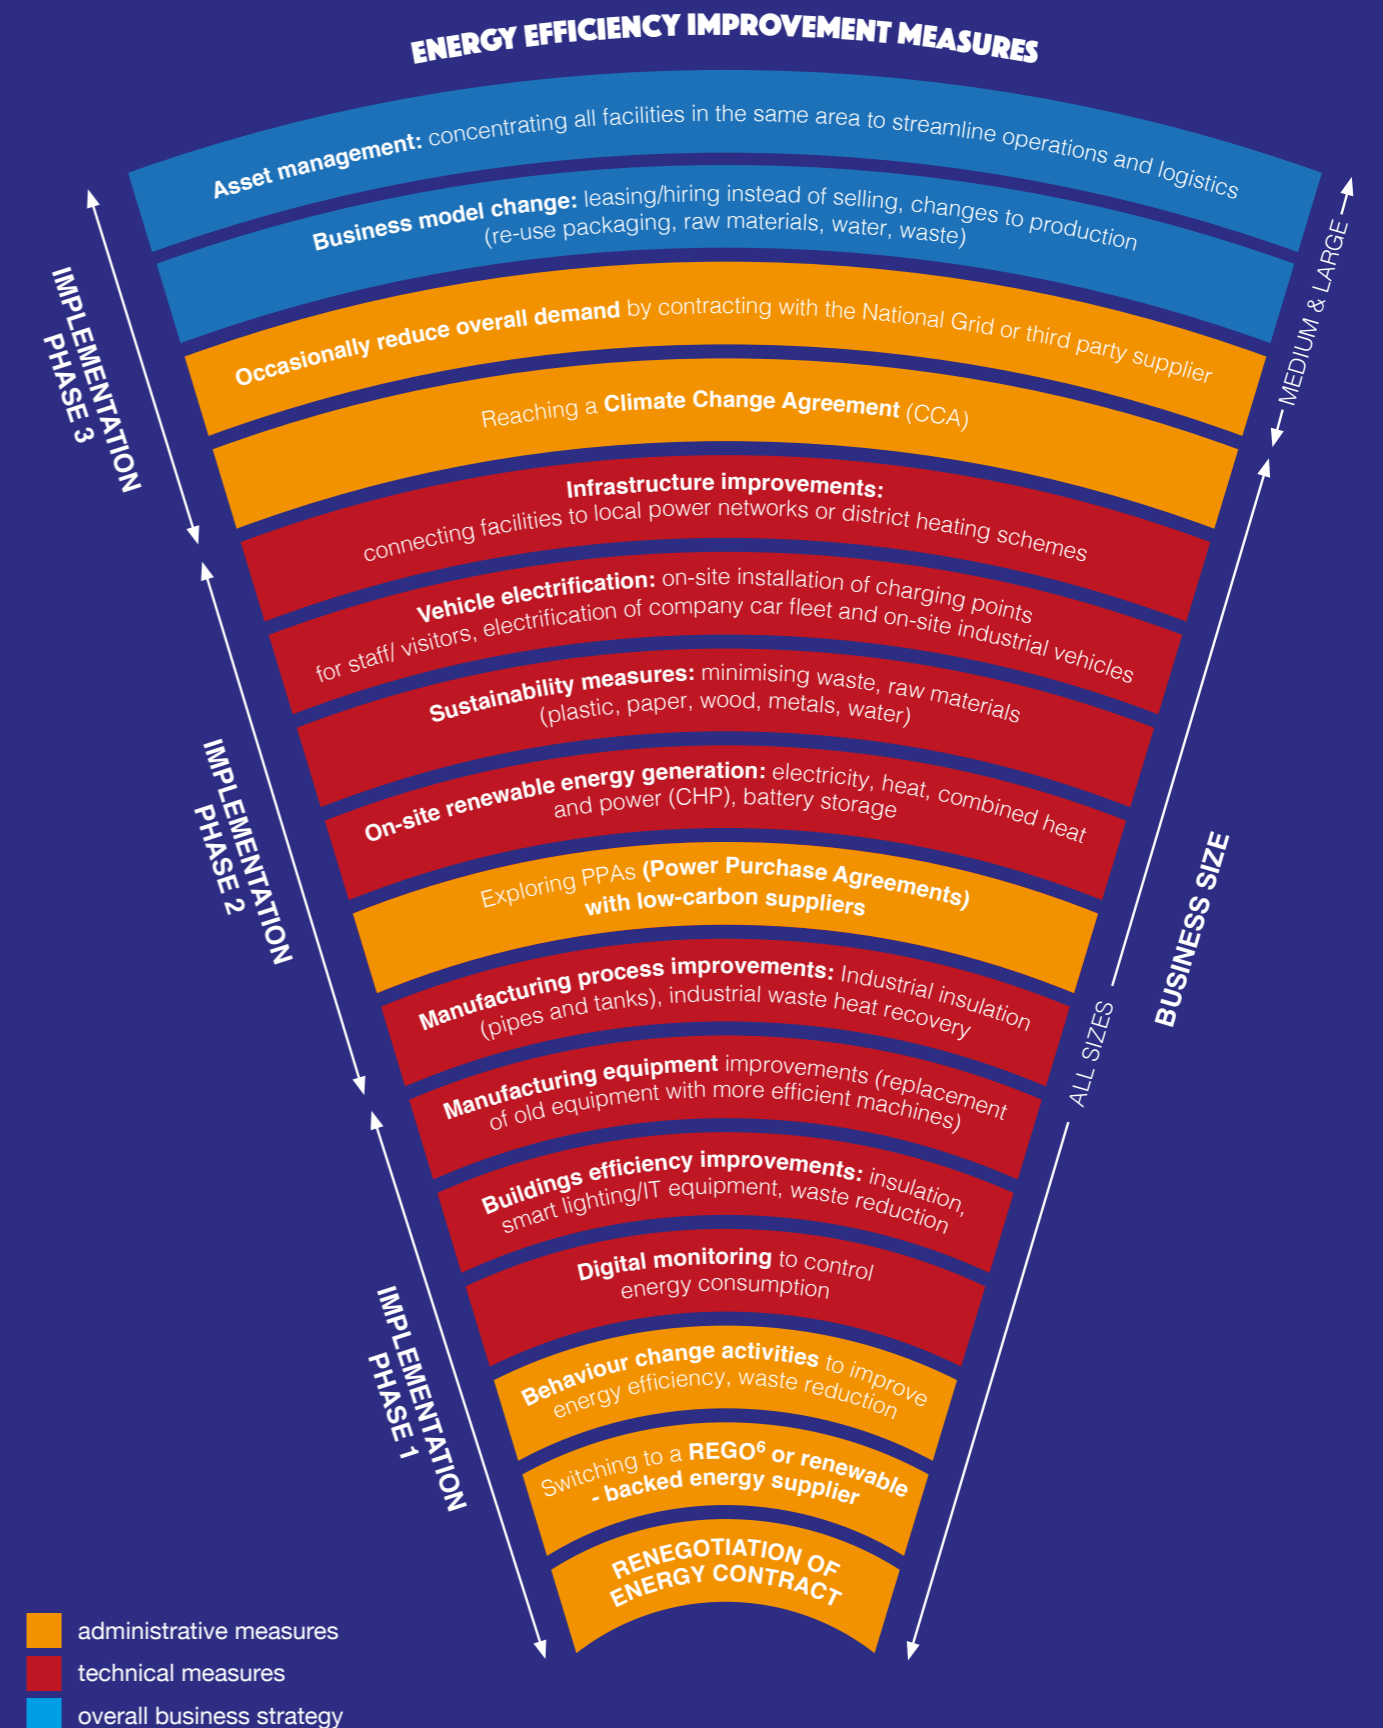 ENERGY EFFICIENCY IMPROVEMENT MEASURES
Asset management: concentrating all facilities in the same area to streamline operations and logistics
Business model change: leasing/hiring instead of selling, changes to production
(re-use packaging, raw materials, water, waste)
Occasionally reduce overall demand by contracting with the National Grid or third party supplier
Reaching a Climate Change Agreement (CCA)
Infrastructure improvements:
connecting facilities to local power networks or district heating schemes
Vehicle electrification: on-site installation of charging points
for staff/ visitors, electrification of company car fleet and on-site industrial vehicles
Sustainability measures: minimising waste, raw materials
(plastic, paper, wood, metals, water)
On-site renewable energy generation: electricity, heat, combined heat
and power (CHP), battery storage
Exploring PPAs (Power Purchase Agreements)
with low-carbon suppliers
Manufacturing process improvements: Industrial insulation
(pipes and tanks), industrial waste heat recovery
Manufacturing equipment improvements (replacement
of old equipment with more efficient machines)
Buildings efficiency improvements: insulation,
smart lighting/IT equipment, waste reduction
Digital monitoring to control
energy consumption
Behaviour change activities to improve
energy efficiency, waste reduction
Switching to a REGO⁶ or renewable
- backed energy supplier
RENEGOTIATION OF
ENERGY CONTRACT
IMPLEMENTATION
PHASE 3
IMPLEMENTATION
PHASE 2
IMPLEMENTATION
PHASE 1
MEDIUM & LARGE
ALL SIZES
BUSINESS SIZE
administrative measures
technical measures
overall business strategy